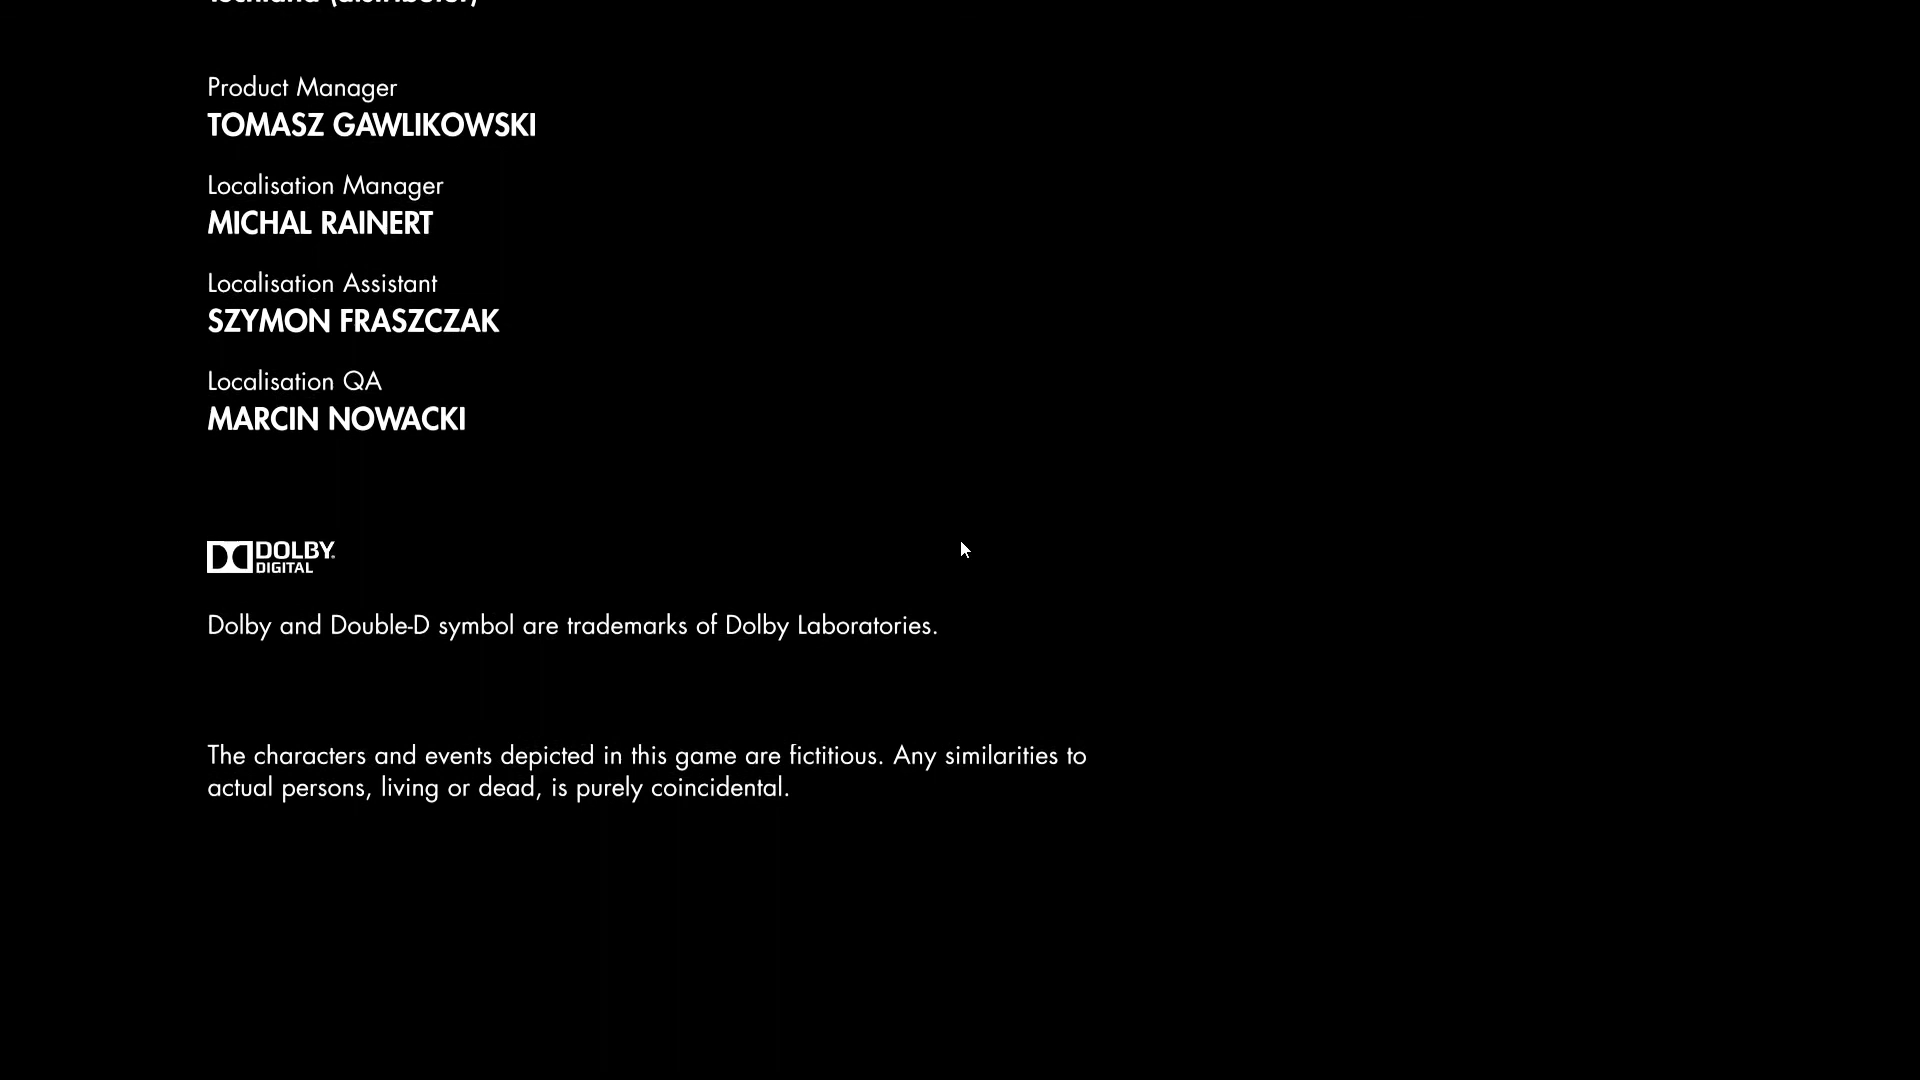 Techland (distributor)
Product Manager
TOMASZ GAWLIKOWSKI
Localisation Manager
MICHAL RAINERT
Localisation Assistant
SZYMON FRASZCZAK
Localisation QA
MARCIN NOWACKI
DOLBY
DIGITAL
Dolby and Double-D symbol are trademarks of Dolby Laboratories.
The characters and events depicted in this game are fictitious. Any similarities to
actual persons, living or dead, is purely coincidental.